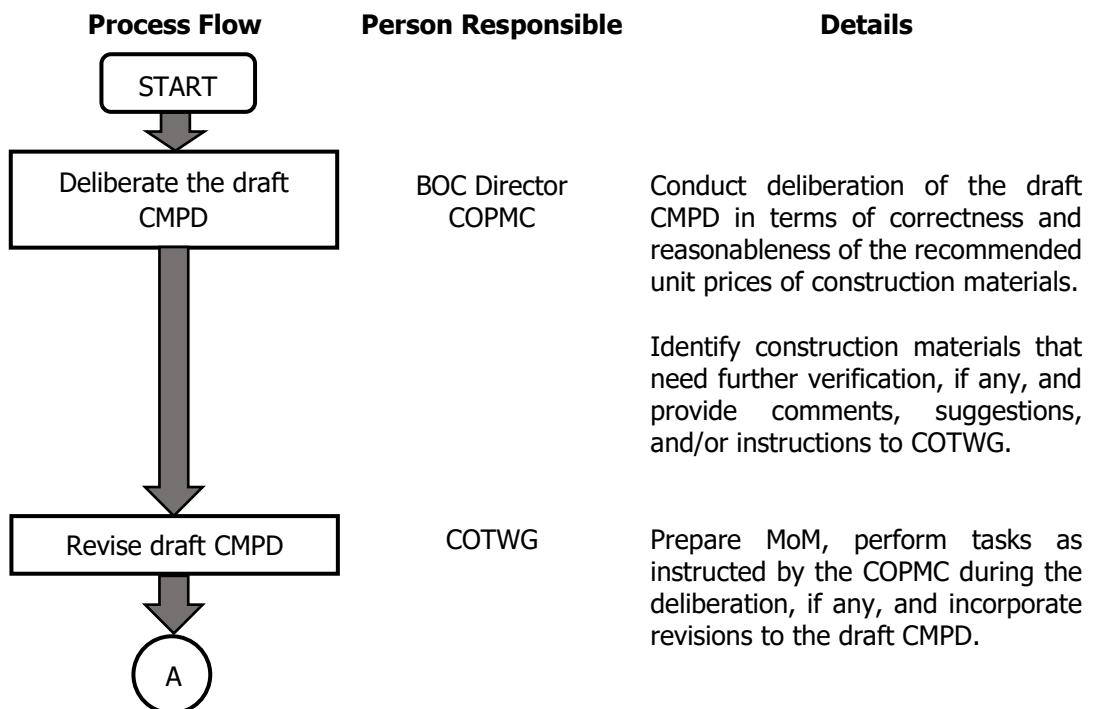 Process Flow Person Responsible Details
START
Deliberate the draft
CMPD
BOC Director
COPMC
Conduct deliberation of the draft
CMPD in terms of correctness and
reasonableness of the recommended
unit prices of construction materials.
Identify construction materials that
need further verification, if any, and
provide comments, suggestions,
and/or instructions to COTWG.
Revise draft CMPD
COTWG
Prepare MoM, perform tasks as
instructed by the COPMC during the
deliberation, if any, and incorporate
revisions to the draft CMPD.
A